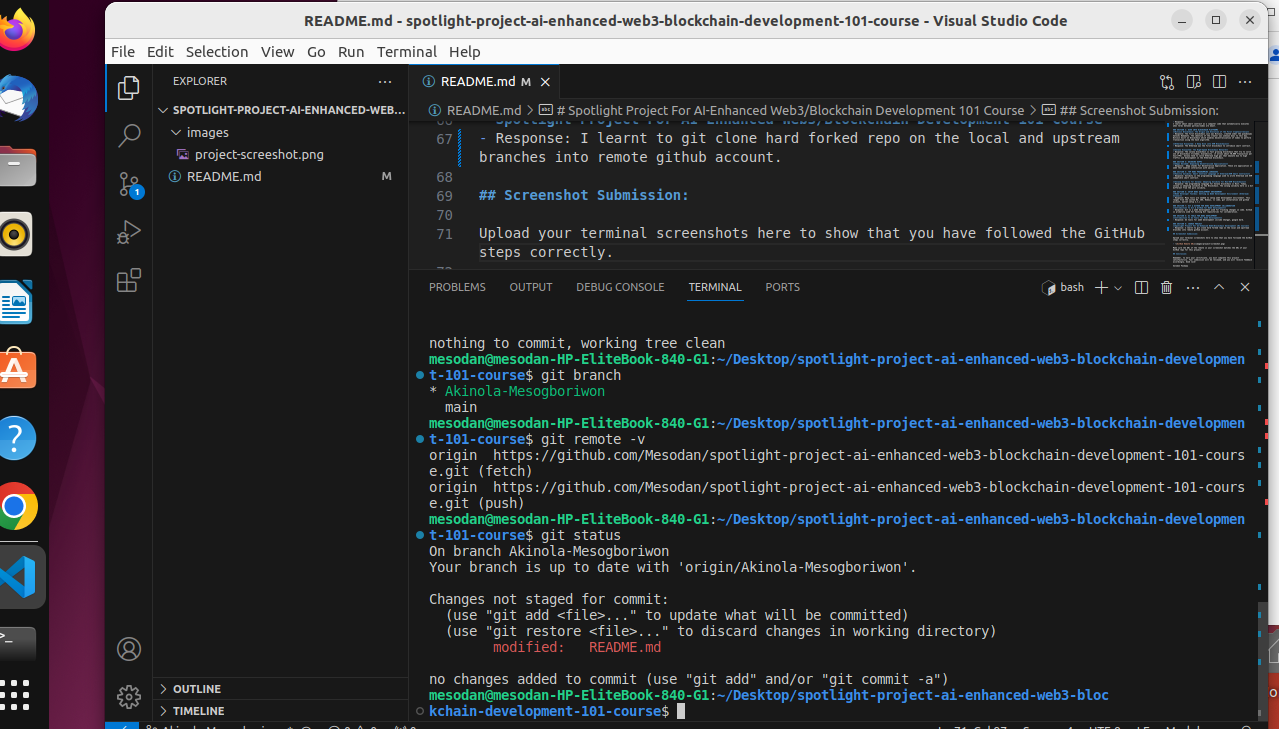 README.md - spotlight-project-ai-enhanced-web3-blockchain-development-101-course - Visual Studio Code
File Edit Selection View Go Run Terminal Help
EXPLORER
SPOTLIGHT-PROJECT-AI-ENHANCED-WEB...
images
project-screeshot.png
README.md M
1
OUTLINE
TIMELINE
README.md M
README.md > # Spotlight Project For AI-Enhanced Web3/Blockchain Development 101 Course > ## Screenshot Submission:
67 - Response: I learnt to git clone hard forked repo on the local and upstream
branches into remote github account.
68
69 ## Screenshot Submission:
70
71 Upload your terminal screenshots here to show that you have followed the GitHub
steps correctly.
PROBLEMS OUTPUT DEBUG CONSOLE TERMINAL PORTS
bash
nothing to commit, working tree clean
mesodan@mesodan-HP-EliteBook-840-G1:~/Desktop/spotlight-project-ai-enhanced-web3-blockchain-developmen
t-101-course$ git branch
* Akinola-Mesogboriwon
main
mesodan@mesodan-HP-EliteBook-840-G1:~/Desktop/spotlight-project-ai-enhanced-web3-blockchain-developmen
t-101-course$ git remote -v
origin https://github.com/Mesodan/spotlight-project-ai-enhanced-web3-blockchain-development-101-cours
e.git (fetch)
origin https://github.com/Mesodan/spotlight-project-ai-enhanced-web3-blockchain-development-101-cours
e.git (push)
mesodan@mesodan-HP-EliteBook-840-G1:~/Desktop/spotlight-project-ai-enhanced-web3-blockchain-developmen
t-101-course$ git status
On branch Akinola-Mesogboriwon
Your branch is up to date with 'origin/Akinola-Mesogboriwon'.
Changes not staged for commit:
(use "git add <file>..." to update what will be committed)
(use "git restore <file>..." to discard changes in working directory)
modified: README.md
no changes added to commit (use "git add" and/or "git commit -a")
mesodan@mesodan-HP-EliteBook-840-G1:~/Desktop/spotlight-project-ai-enhanced-web3-bloc
kchain-development-101-course$